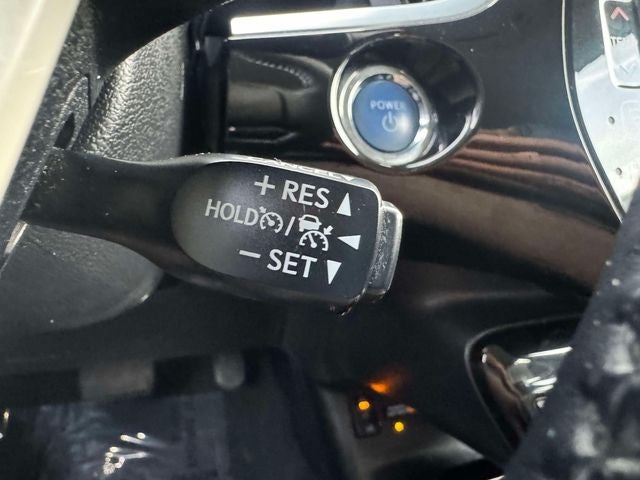 POWER
+ RES
HOLD /
- SET